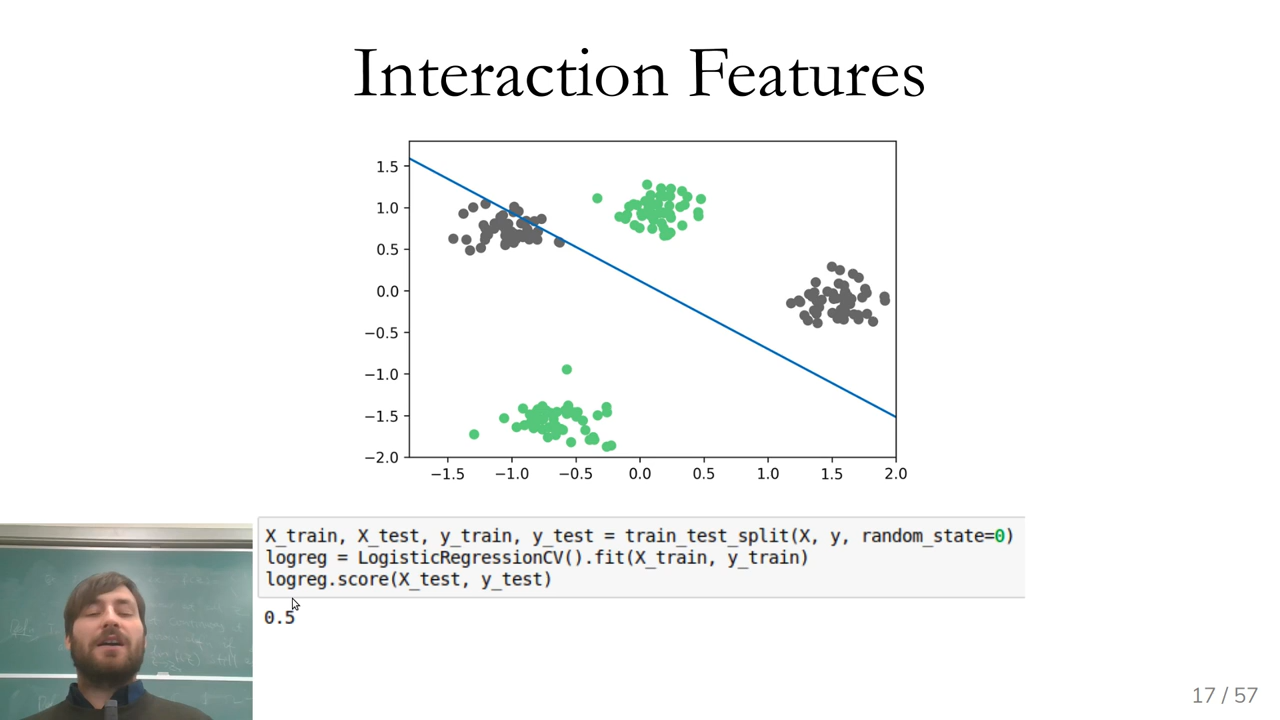 Interaction Features
1.5
1.0
0.5
0.0
−0.5
−1.0
−1.5
−2.0
−1.5 −1.0 −0.5 0.0 0.5 1.0 1.5 2.0
X_train, X_test, y_train, y_test = train_test_split(X, y, random_state=0)
logreg = LogisticRegressionCV().fit(X_train, y_train)
logreg.score(X_test, y_test)
0.5
17 / 57